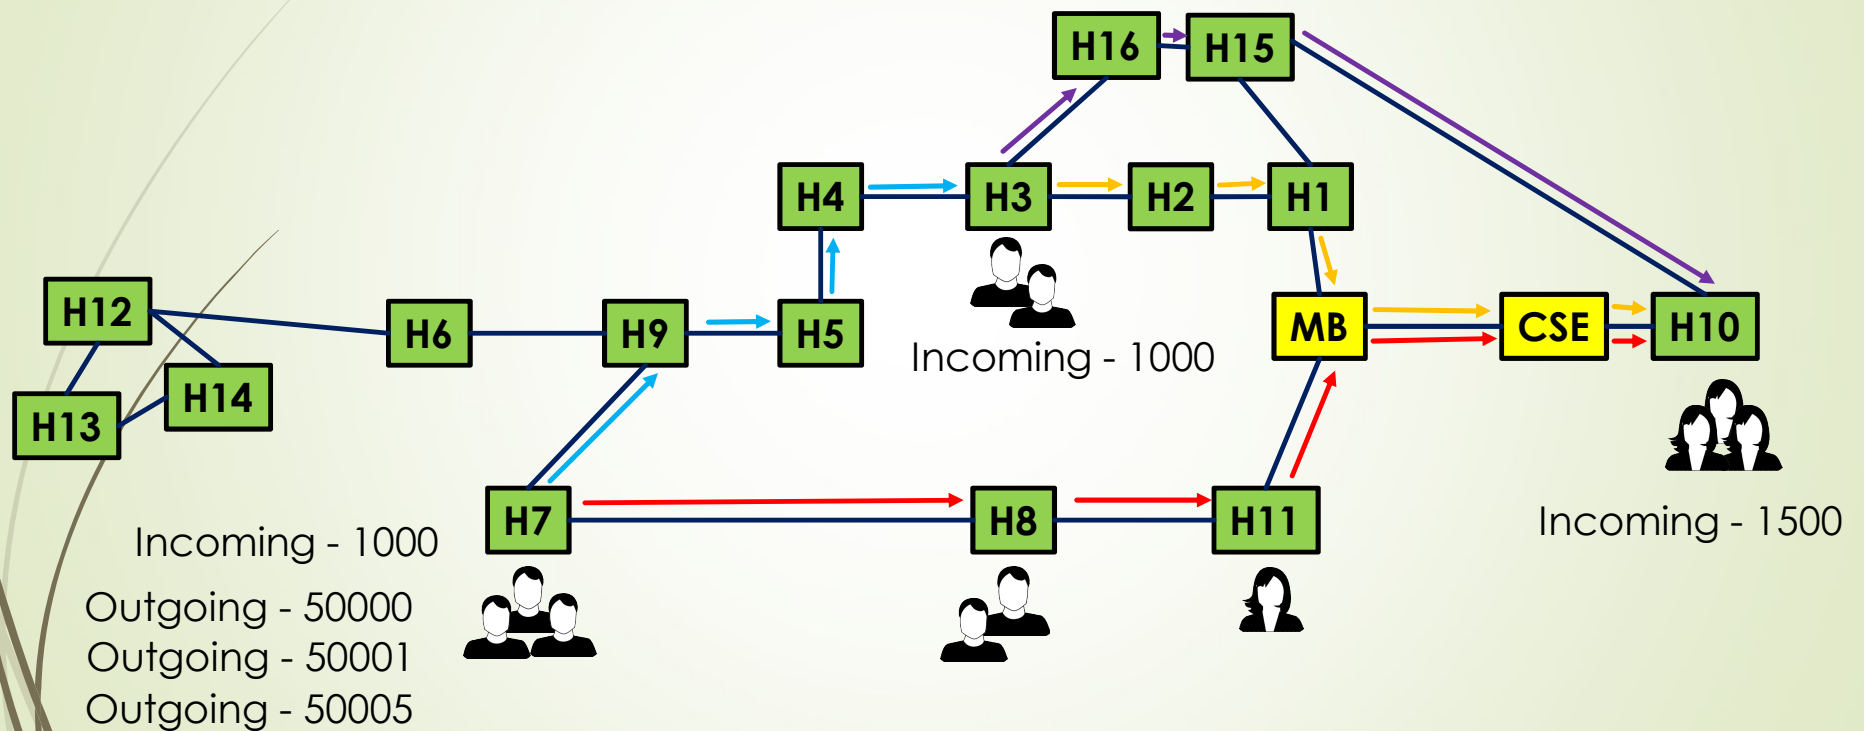 H16
H15
H4
H3
H2
H1
H12
H6
H9
H5
MB
CSE
H10
Incoming - 1000
H14
H13
H7
H8
H11
Incoming - 1500
Incoming - 1000
Outgoing - 50000
Outgoing - 50001
Outgoing - 50005